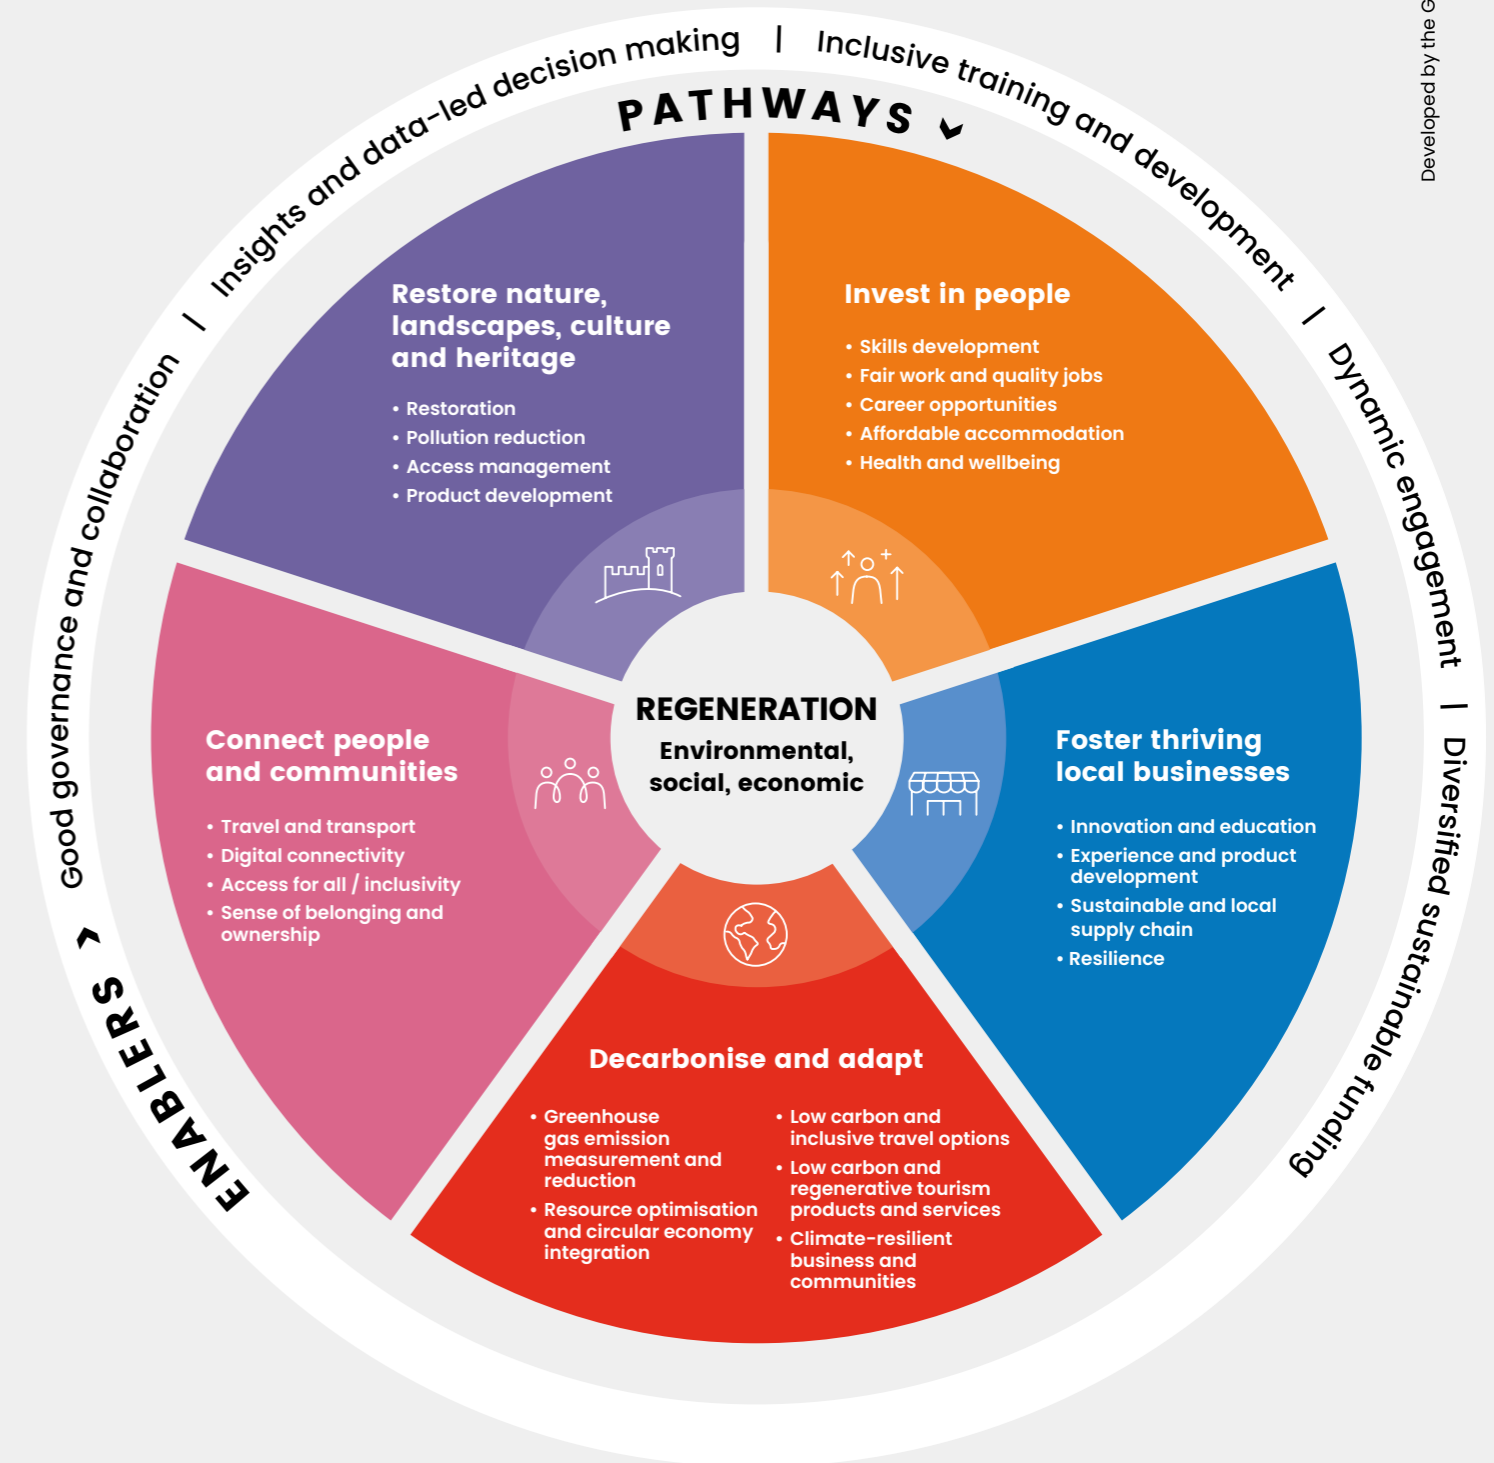 ENABLERS
Good governance and collaboration | Insights and data-led decision making | Inclusive training and development | Dynamic engagement | Diversified sustainable funding
Developed by the
PATHWAYS
Restore nature,
landscapes, culture
and heritage
• Restoration
• Pollution reduction
• Access management
• Product development
Invest in people
• Skills development
• Fair work and quality jobs
• Career opportunities
• Affordable accommodation
• Health and wellbeing
REGENERATION
Environmental,
social, economic
Connect people
and communities
• Travel and transport
• Digital connectivity
• Access for all / inclusivity
• Sense of belonging and
ownership
Foster thriving
local businesses
• Innovation and education
• Experience and product
development
• Sustainable and local
supply chain
• Resilience
Decarbonise and adapt
• Greenhouse
gas emission
measurement and
reduction
• Resource optimisation
and circular economy
integration
• Low carbon and
inclusive travel options
• Low carbon and
regenerative tourism
products and services
• Climate-resilient
business and
communities